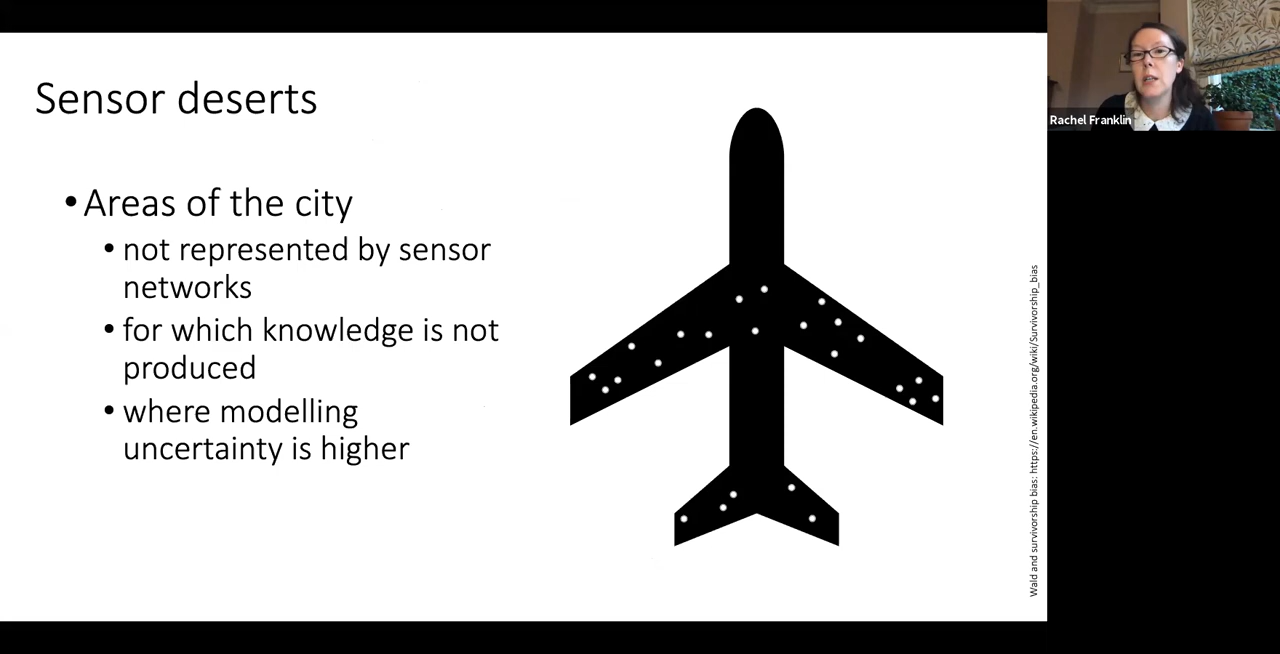 Sensor deserts
• Areas of the city
• not represented by sensor
networks
• for which knowledge is not
produced
• where modelling
uncertainty is higher
Wald and survivorship bias: https://en.wikipedia.org/wiki/Survivorship_bias
Rachel Franklin